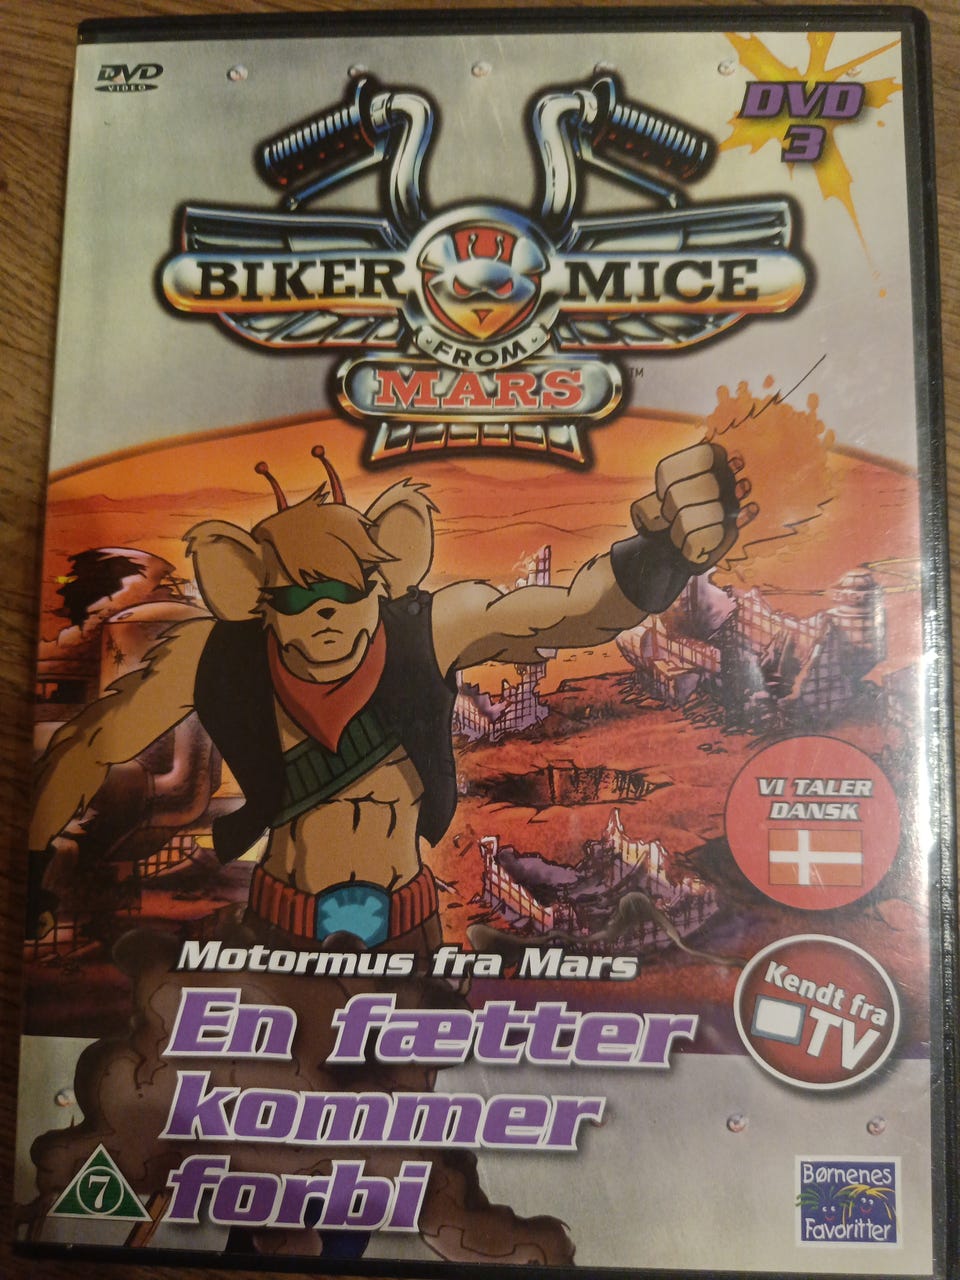 DVD
VIDEO
DVD
3
BIKER MICE
FROM
MARS
TM
VI TALER
DANSK
Motormus fra Mars
Kendt fra
TV
En fætter
kommer
forbi
7
Børnenes
Favoritter